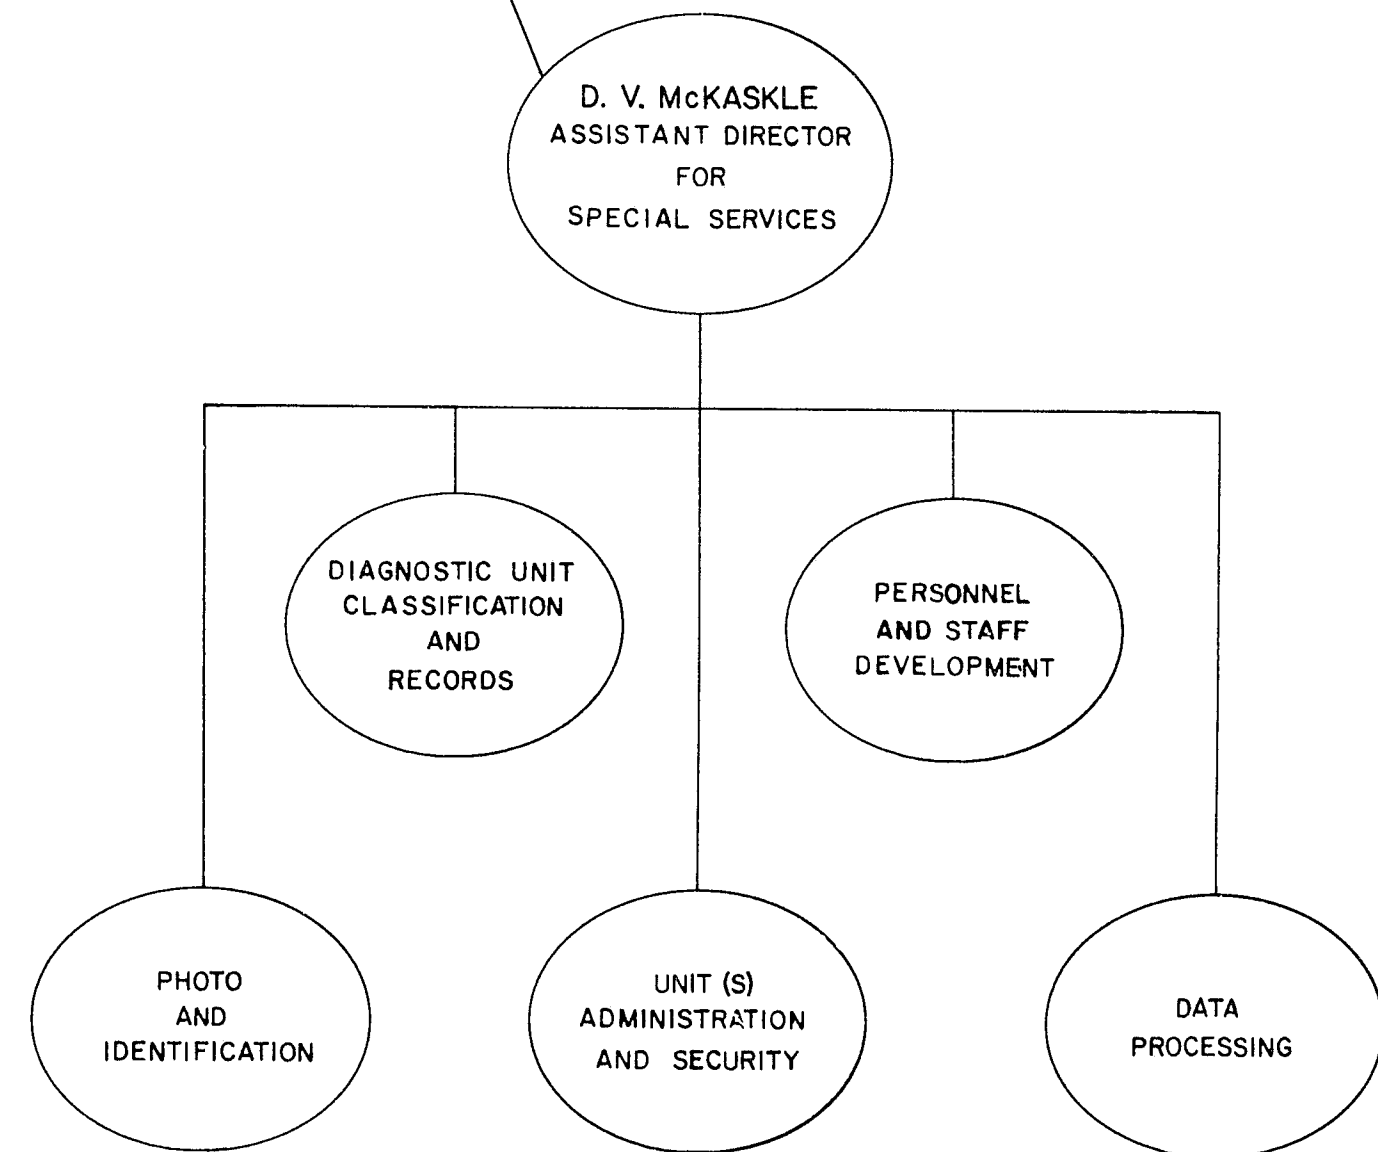 D. V. McKASKLE
ASSISTANT DIRECTOR
FOR
SPECIAL SERVICES
DIAGNOSTIC UNIT
CLASSIFICATION
AND
RECORDS
PERSONNEL
AND STAFF
DEVELOPMENT
PHOTO
AND
IDENTIFICATION
UNIT (S)
ADMINISTRATION
AND SECURITY
DATA
PROCESSING